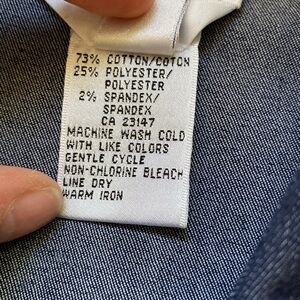 73% COTTON/COTON
25% POLYESTER/
POLYESTER
2% SPANDEX/
SPANDEX
CA 23147
MACHINE WASH COLD
WITH LIKE COLORS
GENTLE CYCLE
NON-CHLORINE BLEACH
LINE DRY
WARM IRON